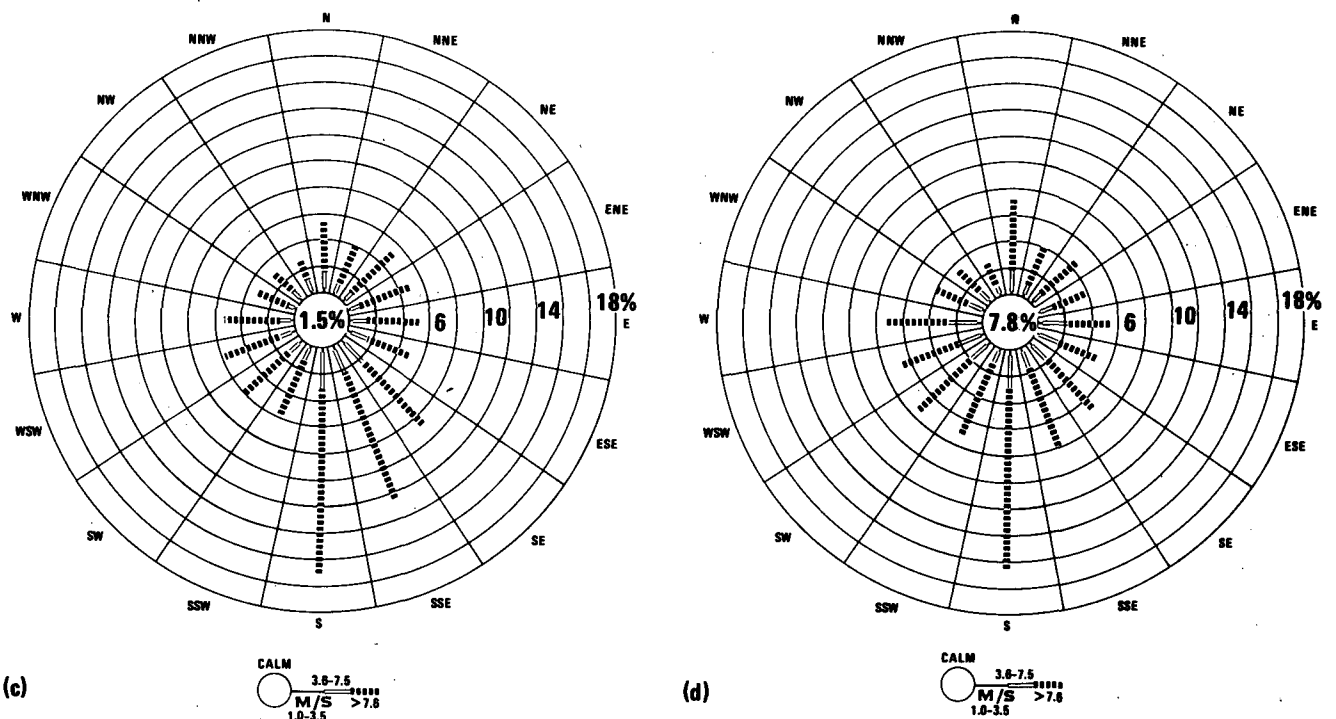 N
NNE
NE
ENE
E
ESE
SE
SSE
S
SSW
SW
WSW
W
WNW
NW
NNW
1.5%
6
10
14
18%
(c)
CALM
3.6-7.5
M/S
>7.6
1.0-3.5
N
NNE
NE
ENE
E
ESE
SE
SSE
S
SSW
SW
WSW
W
WNW
NW
NNW
7.8%
6
10
14
18%
(d)
CALM
3.6-7.5
M/S
>7.6
1.0-3.5